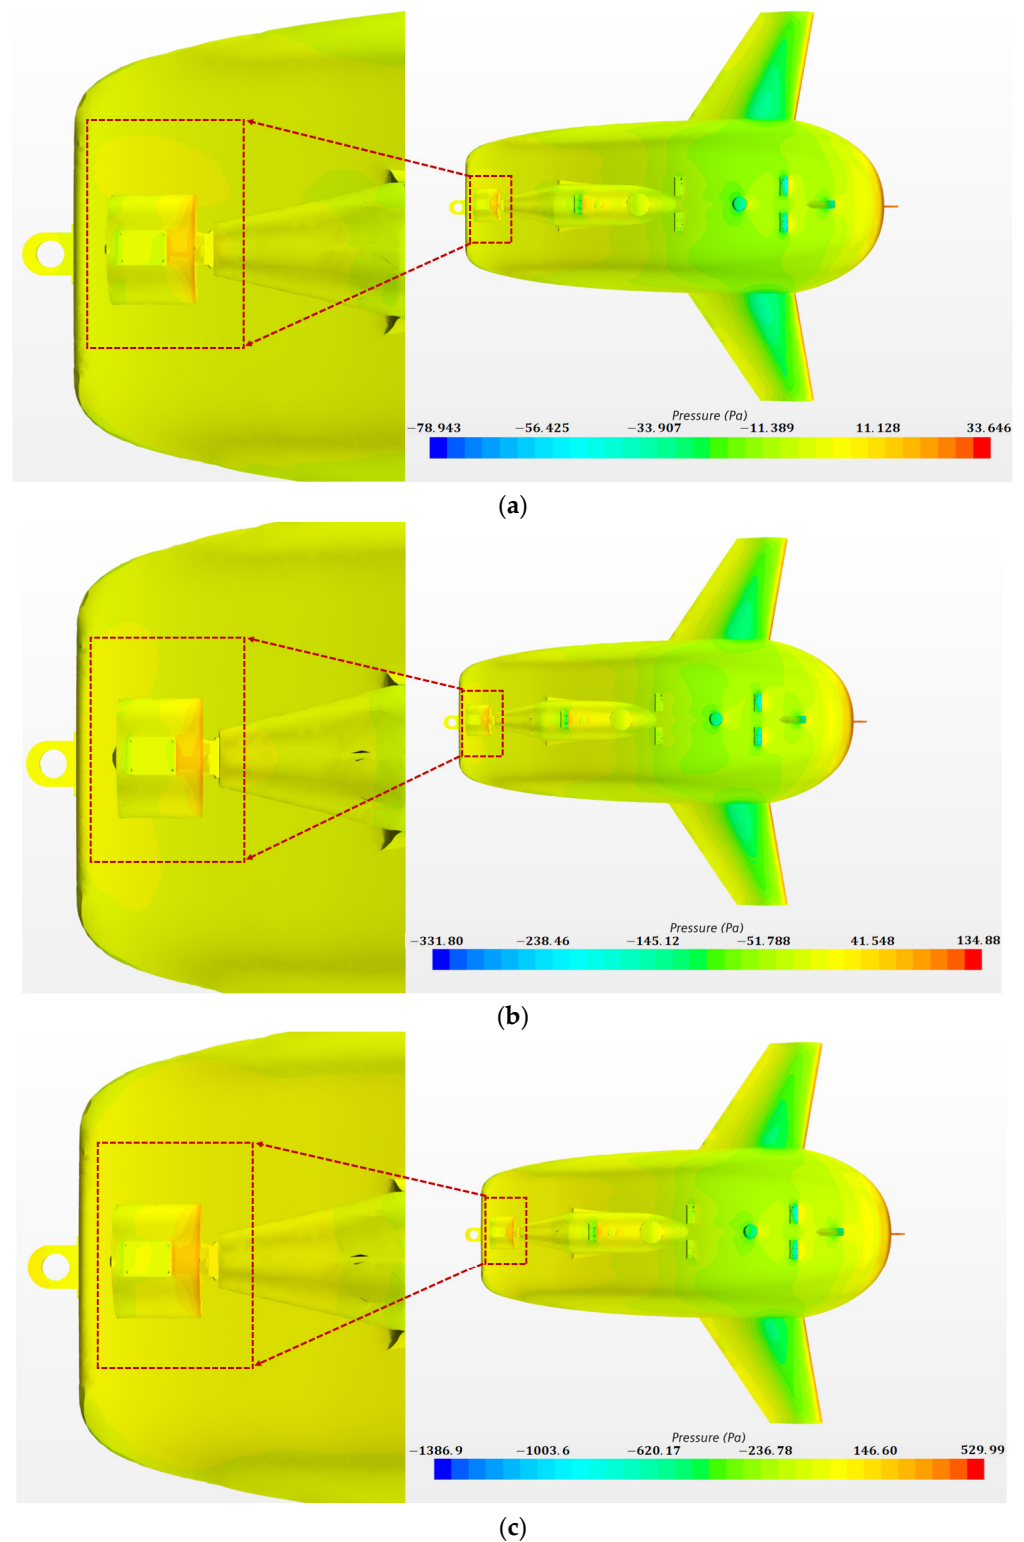 Pressure (Pa)
−78.943 −56.425 −33.907 −11.389 11.128 33.646
(a)
Pressure (Pa)
−331.80 −238.46 −145.12 −51.788 41.548 134.88
(b)
Pressure (Pa)
−1386.9 −1003.6 −620.17 −236.78 146.60 529.99
(c)